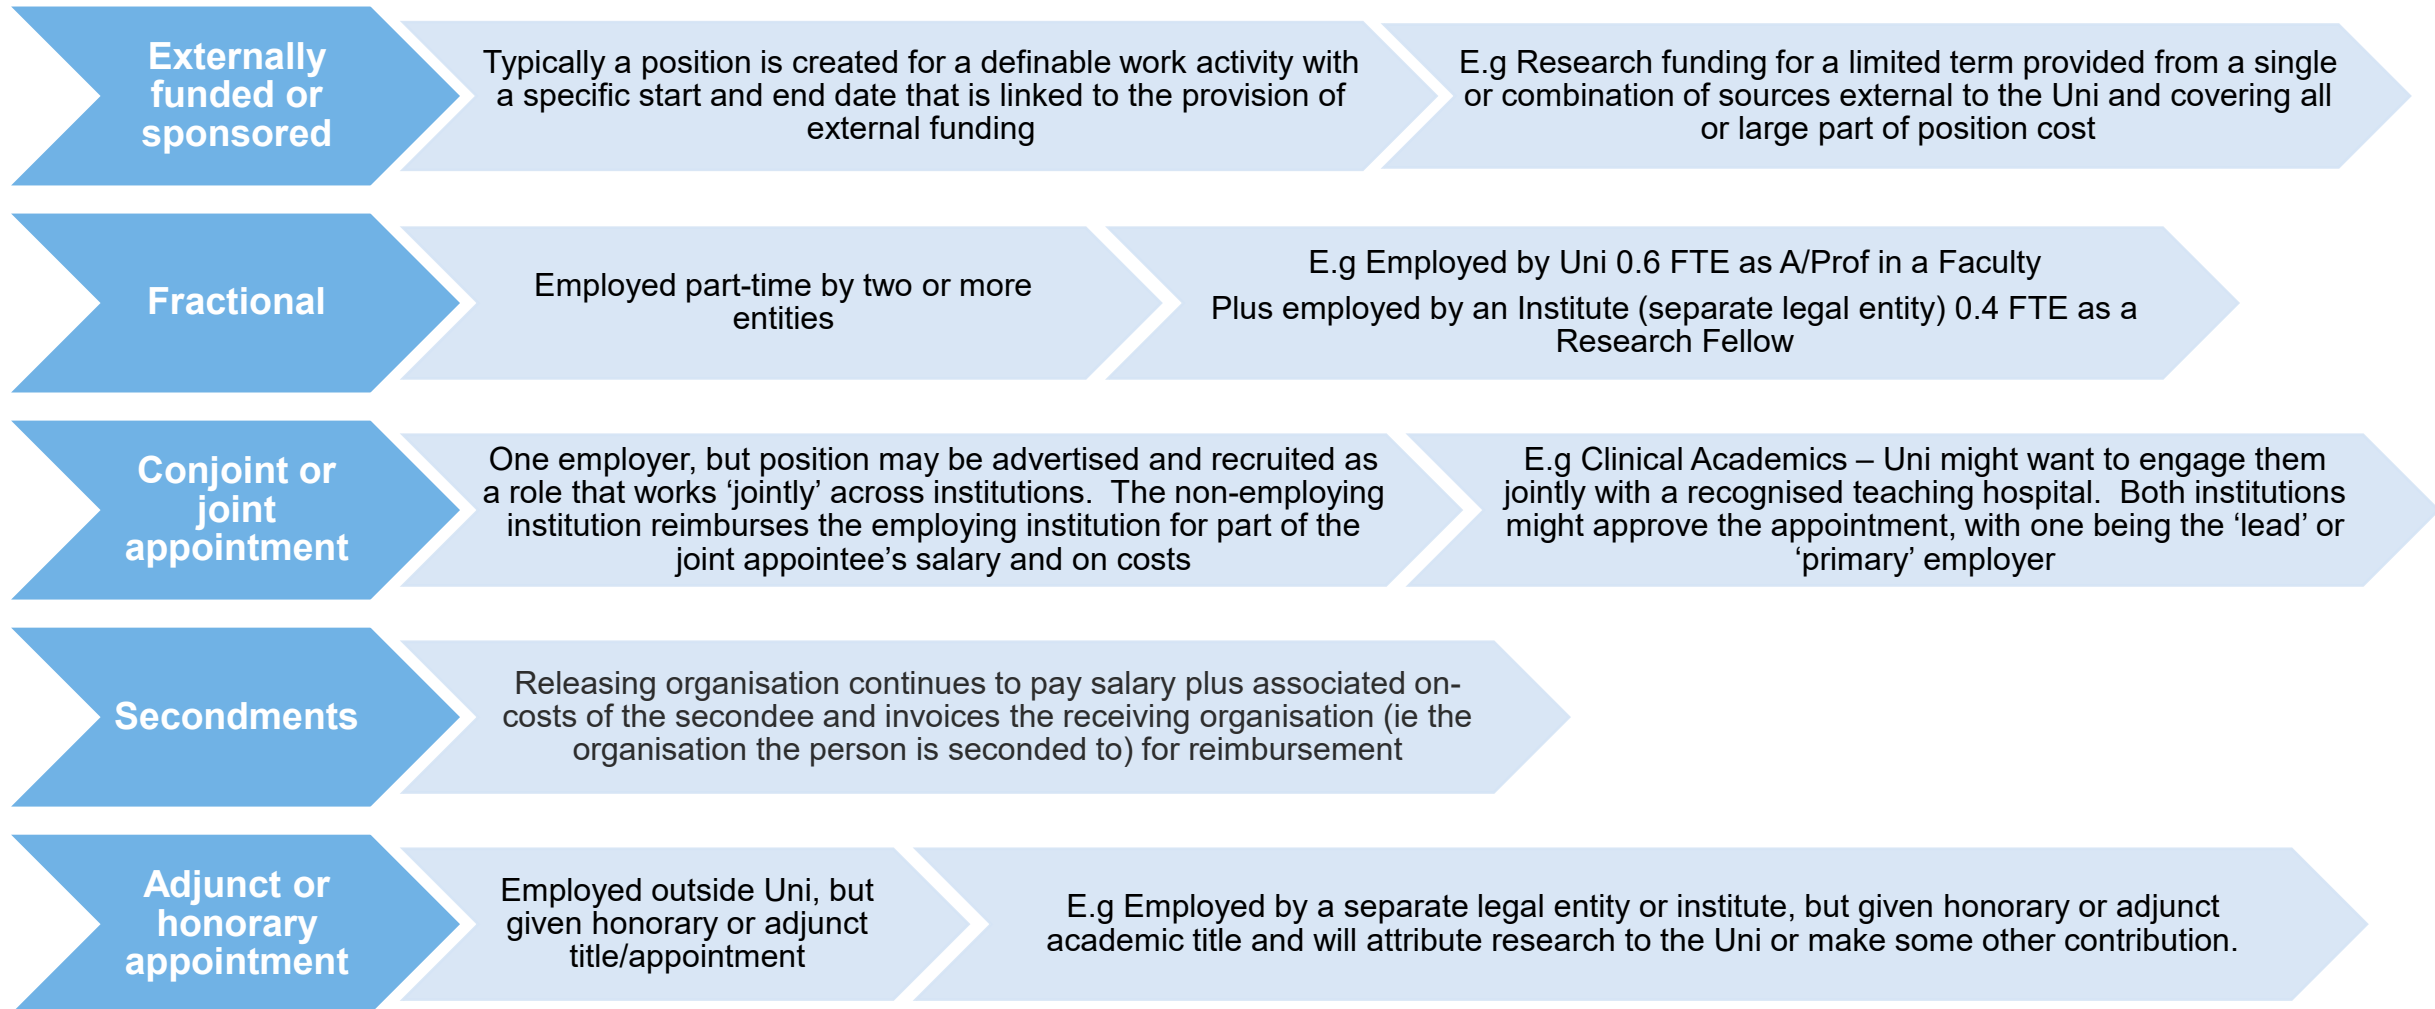 Externally
funded or
sponsored
Typically a position is created for a definable work activity with
a specific start and end date that is linked to the provision of
external funding
E.g Research funding for a limited term provided from a single
or combination of sources external to the Uni and covering all
or large part of position cost
Fractional
Employed part-time by two or more
entities
E.g Employed by Uni 0.6 FTE as A/Prof in a Faculty
Plus employed by an Institute (separate legal entity) 0.4 FTE as a
Research Fellow
Conjoint or
joint
appointment
One employer, but position may be advertised and recruited as
a role that works ‘jointly’ across institutions.  The non-employing
institution reimburses the employing institution for part of the
joint appointee’s salary and on costs
E.g Clinical Academics – Uni might want to engage them
jointly with a recognised teaching hospital.  Both institutions
might approve the appointment, with one being the ‘lead’ or
‘primary’ employer
Secondments
Releasing organisation continues to pay salary plus associated on-
costs of the secondee and invoices the receiving organisation (ie the
organisation the person is seconded to) for reimbursement
Adjunct or
honorary
appointment
Employed outside Uni, but
given honorary or adjunct
title/appointment
E.g Employed by a separate legal entity or institute, but given honorary or adjunct
academic title and will attribute research to the Uni or make some other contribution.